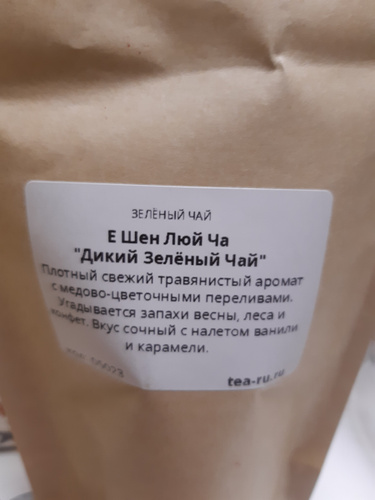 ЗЕЛЁНЫЙ ЧАЙ
Е Шен Люй Ча
"Дикий Зелёный Чай"
Плотный свежий травянистый аромат
с медово-цветочными переливами.
Угадывается запахи весны, леса и
конфет. Вкус сочный с налетом ванили
и карамели.
00023
tea-ru.ru